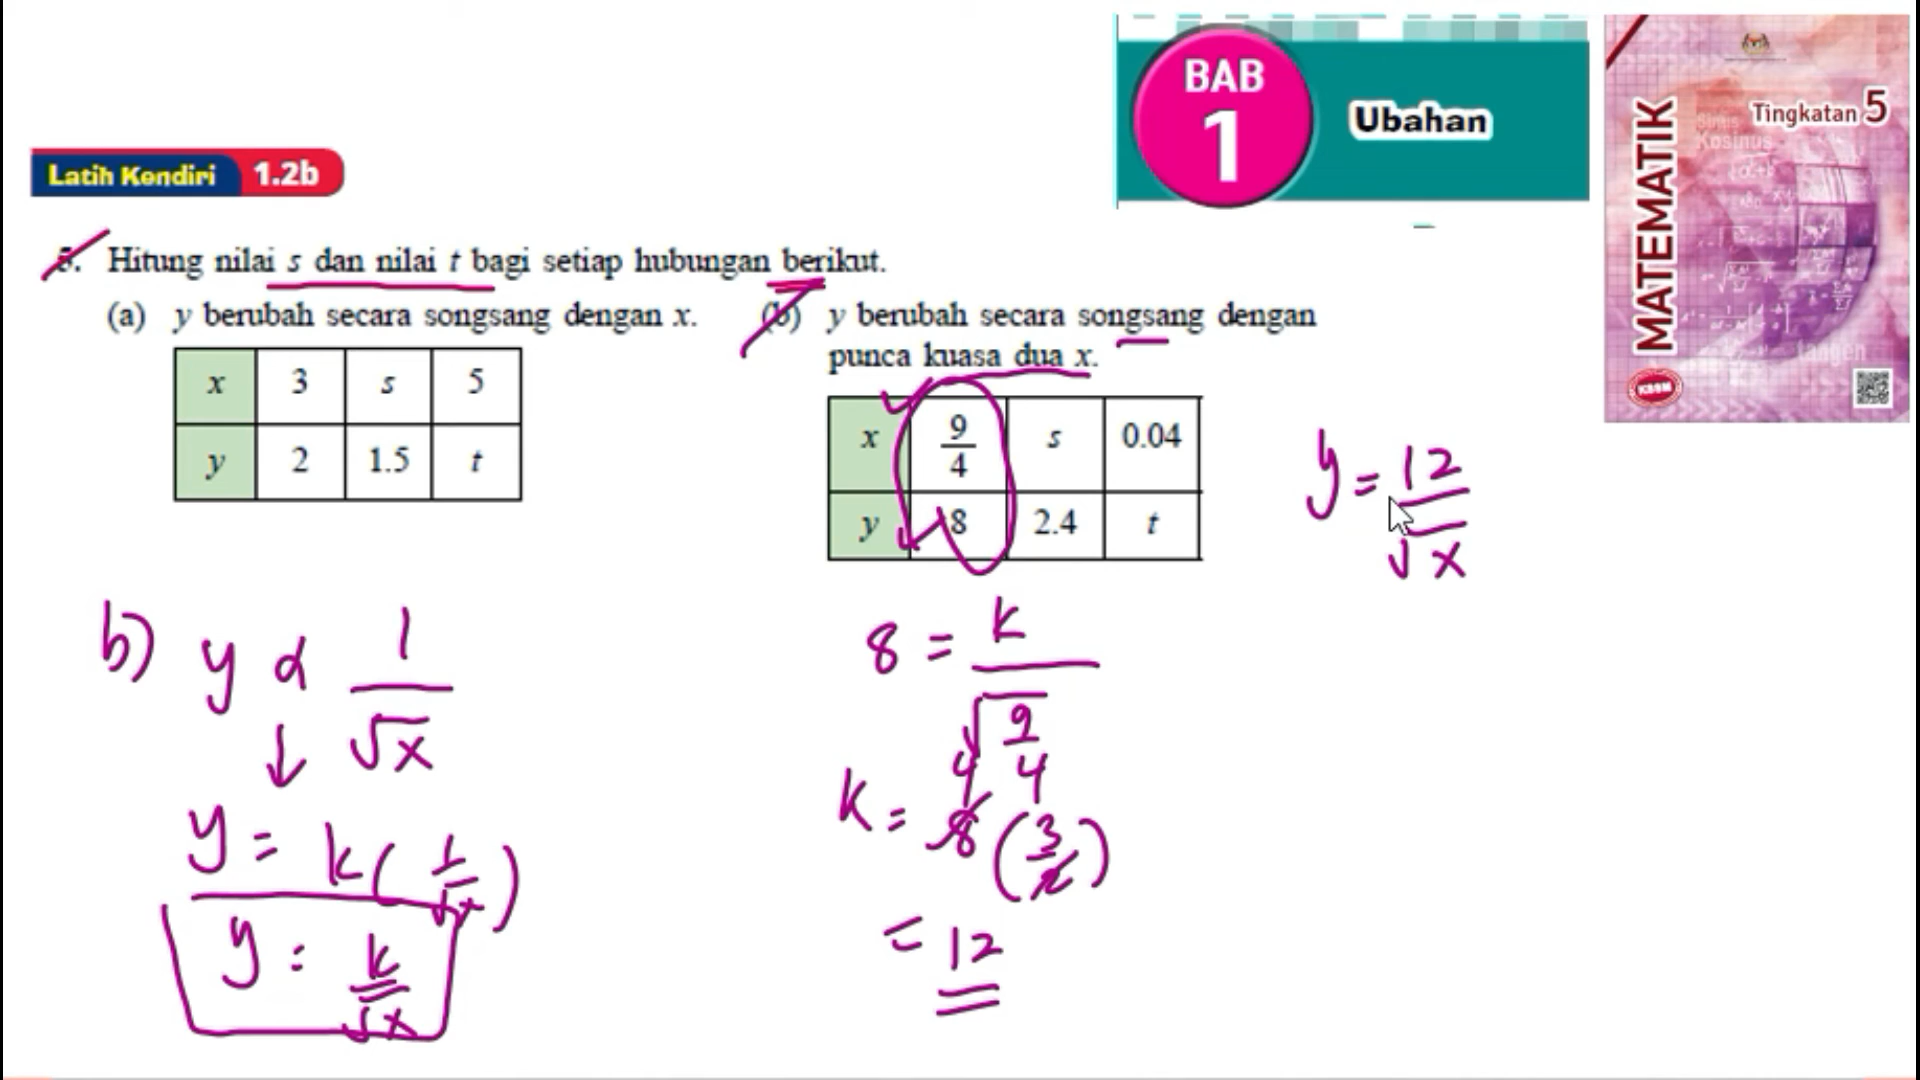 BAB
1
Ubahan
MATEMATIK
Tingkatan 5
KBSM
Latih Kendiri 1.2b
5. Hitung nilai s dan nilai t bagi setiap hubungan berikut.
(a) y berubah secara songsang dengan x.
x 3 s 5
y 2 1.5 t
(b) y berubah secara songsang dengan
punca kuasa dua x.
x 9/4 s 0.04
y 8 2.4 t
y = 12/√x
b) y α 1/√x
↓
y = k(1/√x)
y = k/√x
8 = k/√(9/4)
4
k = 8(3/2)
= 12